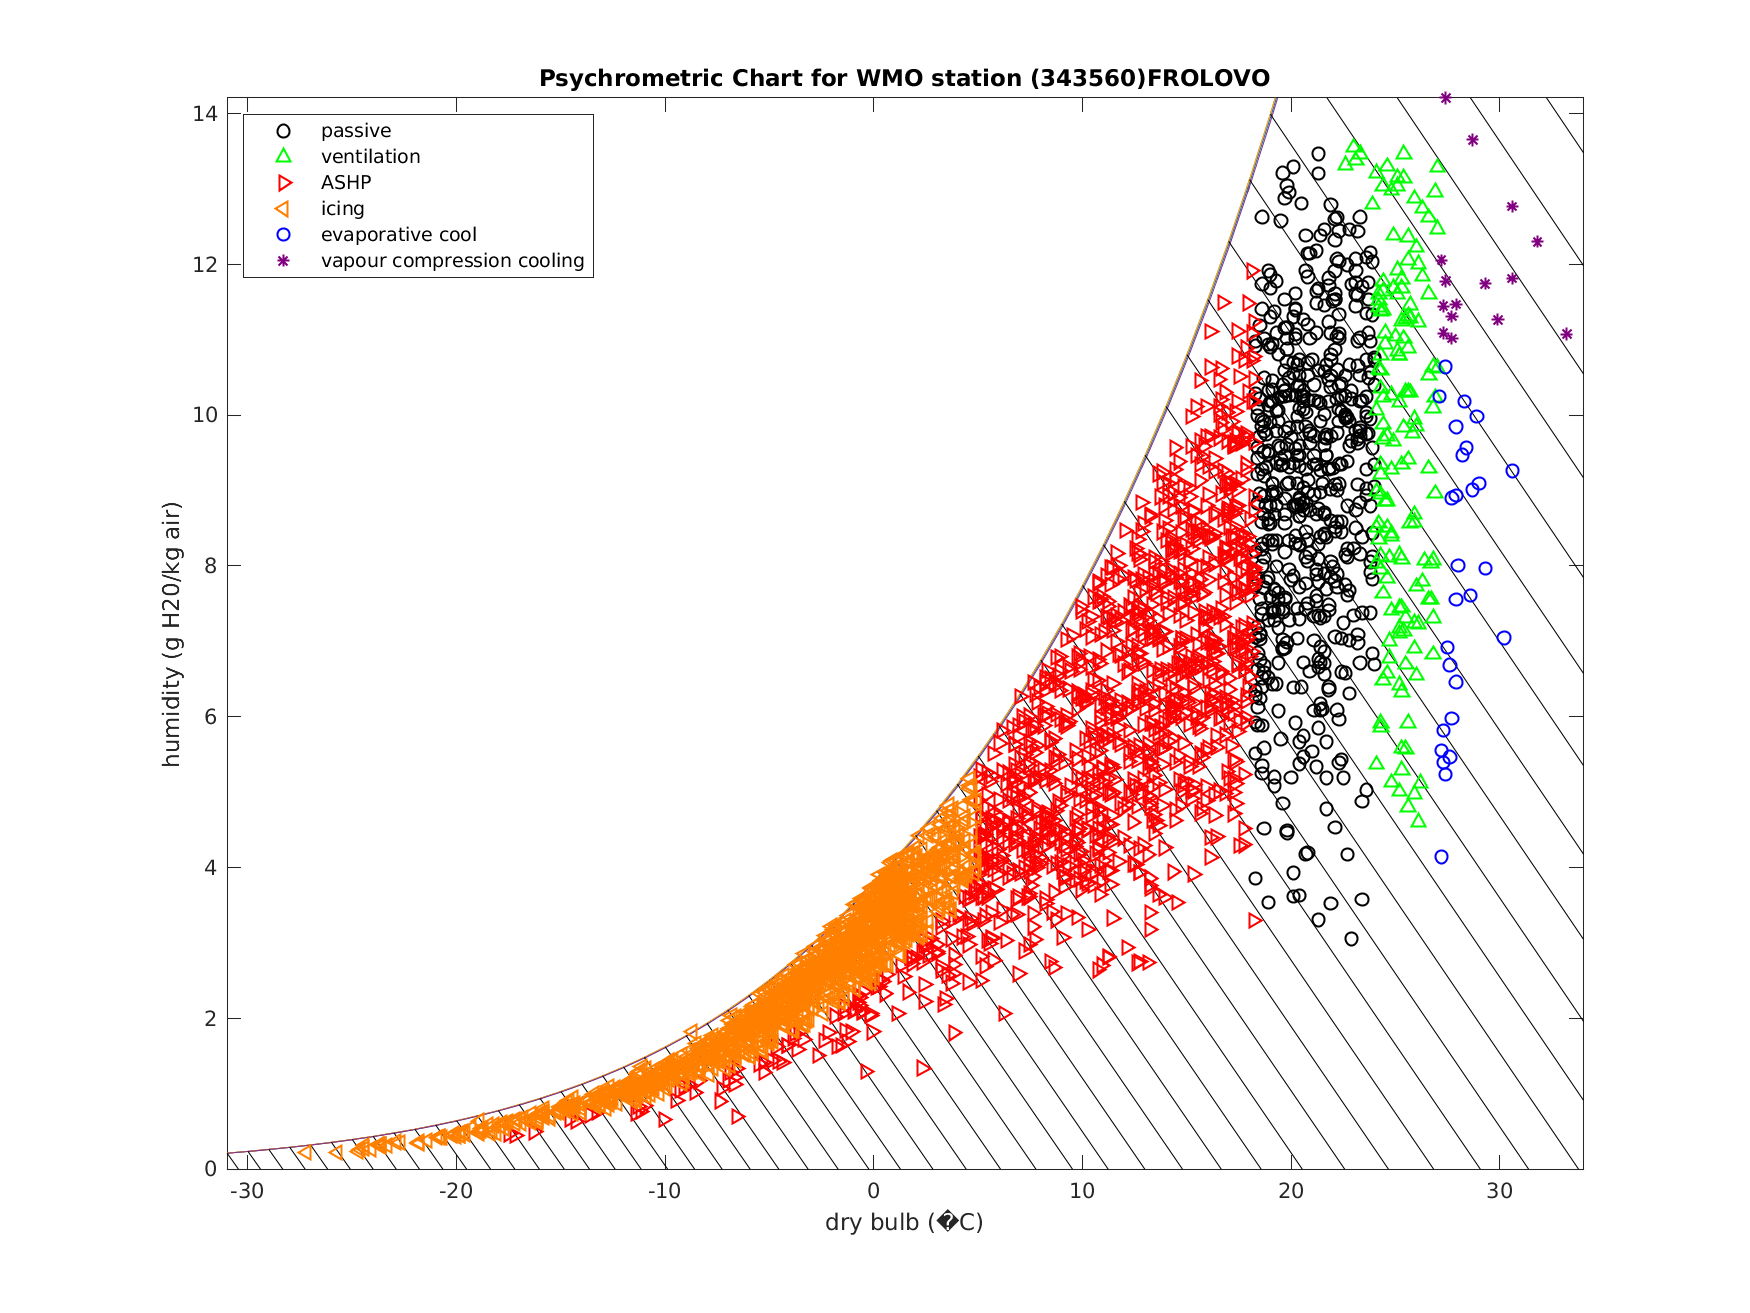 Psychrometric Chart for WMO station (343560)FROLOVO
14
12
10
8
6
4
2
0
humidity (g H20/kg air)
passive
ventilation
ASHP
icing
evaporative cool
vapour compression cooling
-30 -20 -10 0 10 20 30
dry bulb (�C)